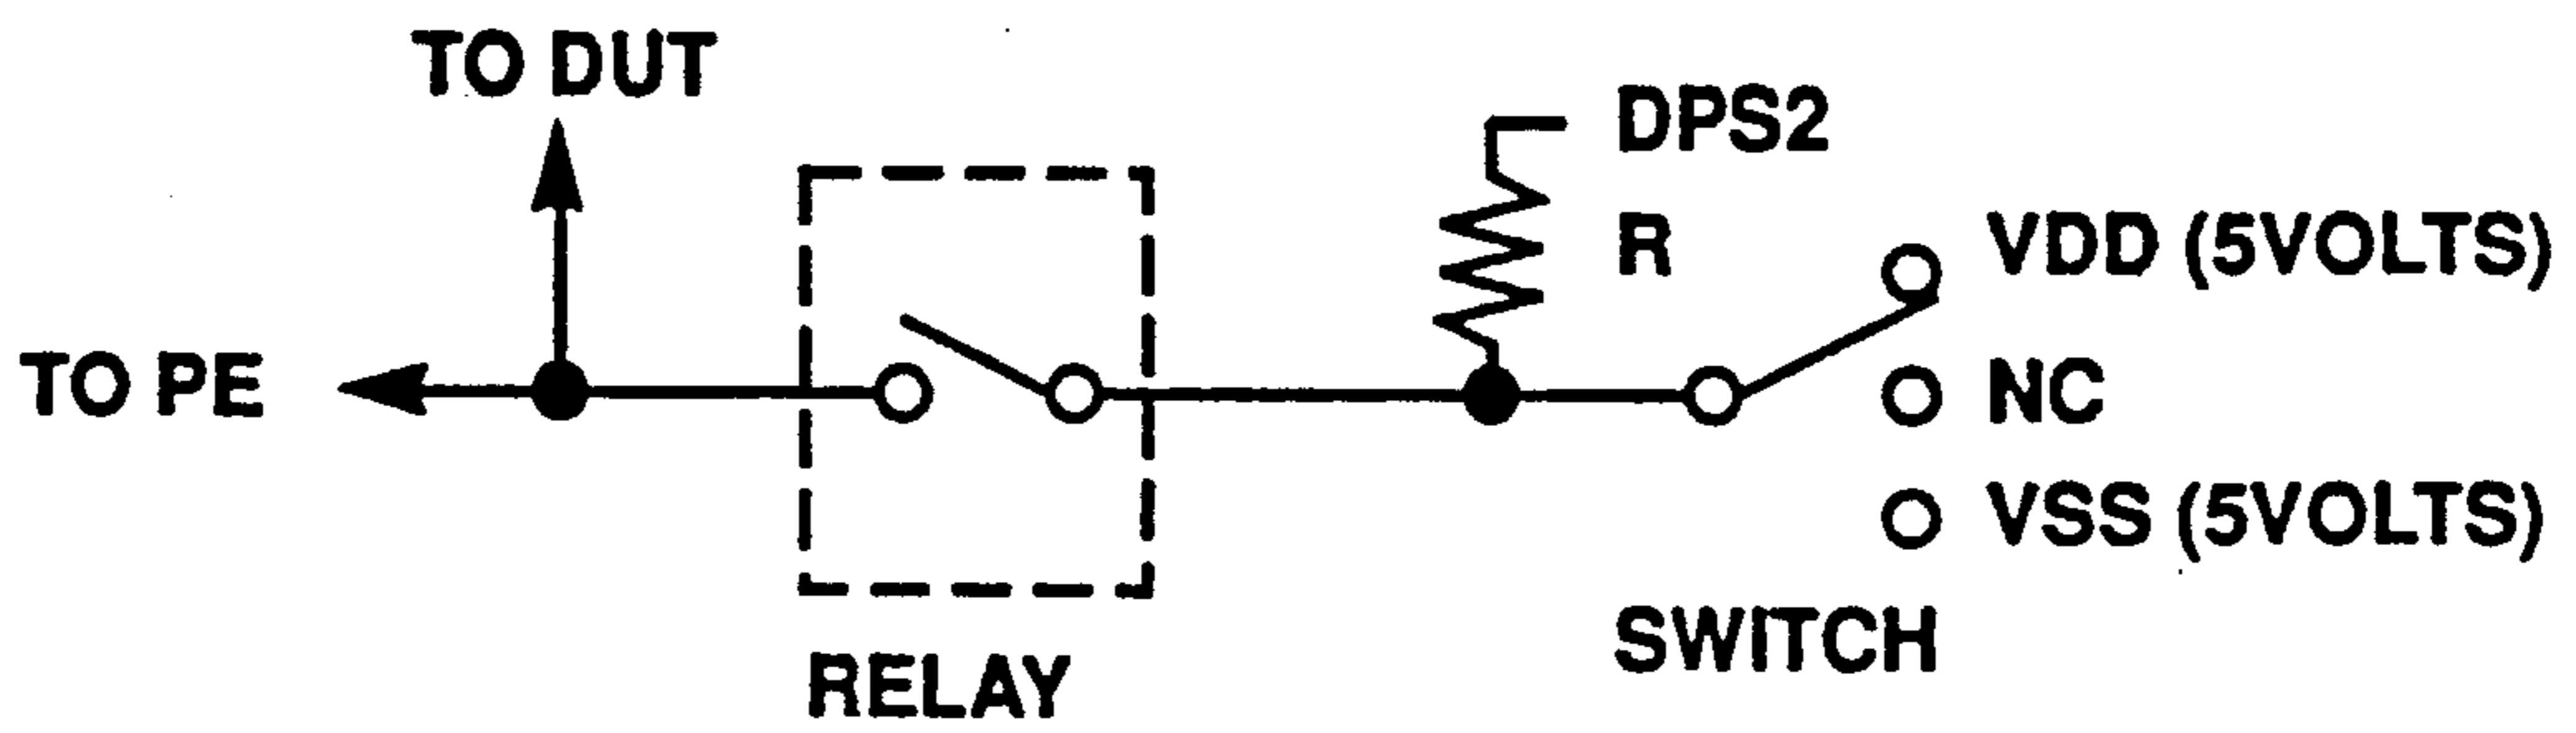 TO DUT
DPS2
R
VDD (5VOLTS)
TO PE
NC
VSS (5VOLTS)
SWITCH
RELAY